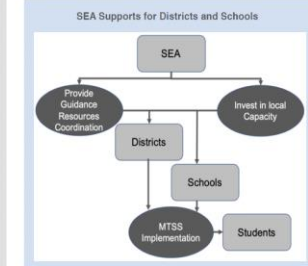 SEA Supports for Districts and Schools
SEA
Provide
Guidance
Resources
Coordination
Invest in local
Capacity
Districts
Schools
MTSS
Implementation
Students